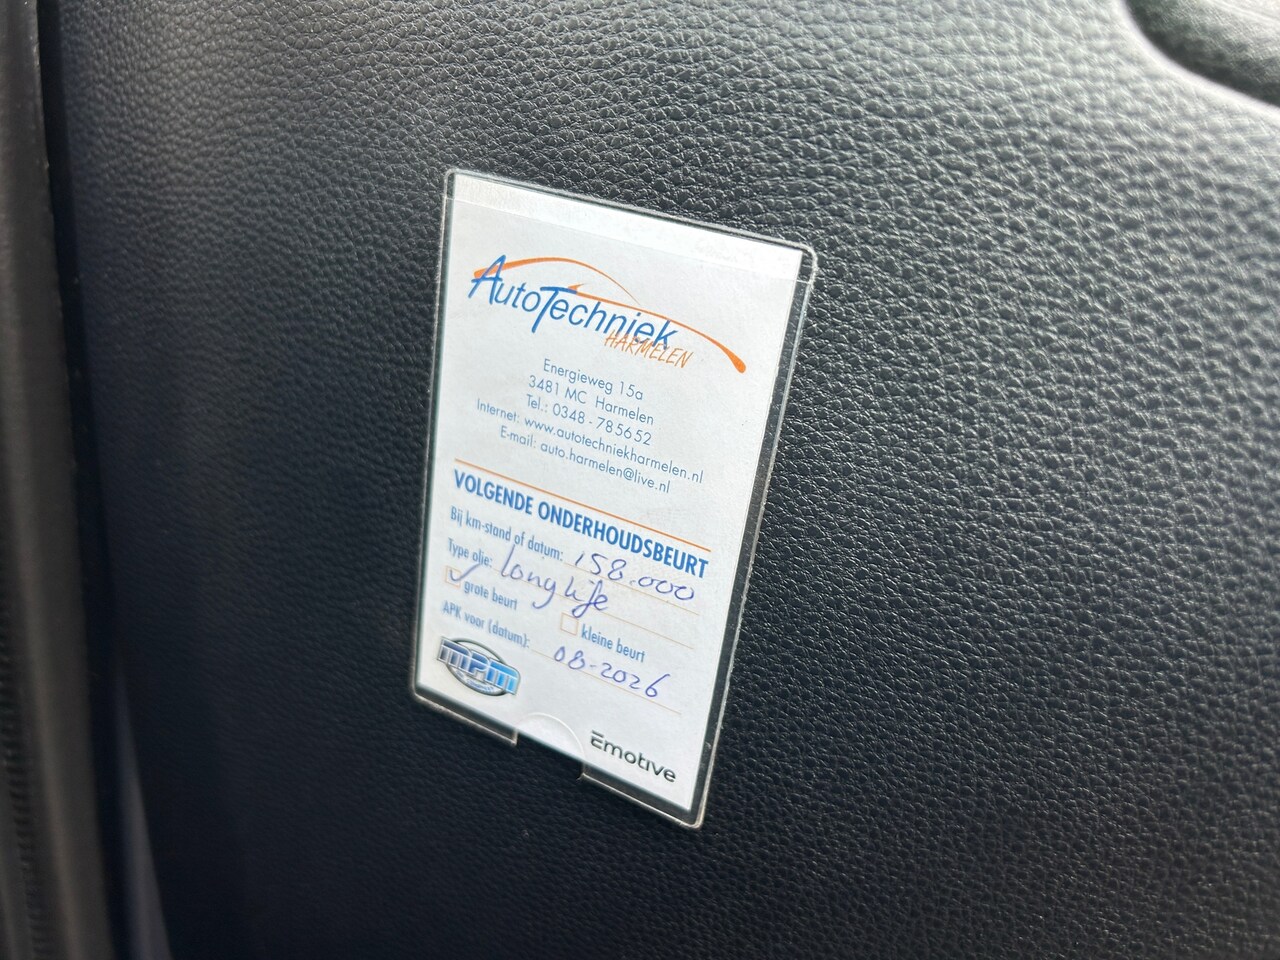 AutoTechniek
HARMELEN
Energieweg 15a
3481 MC Harmelen
Tel.: 0348 - 785652
Internet: www.autotechniekharmelen.nl
E-mail: auto.harmelen@live.nl
VOLGENDE ONDERHOUDSBEURT
Bij km-stand of datum: 158.000
Type olie: Long Life
grote beurt kleine beurt
APK voor (datum): 08-2026
mpm
Emotive